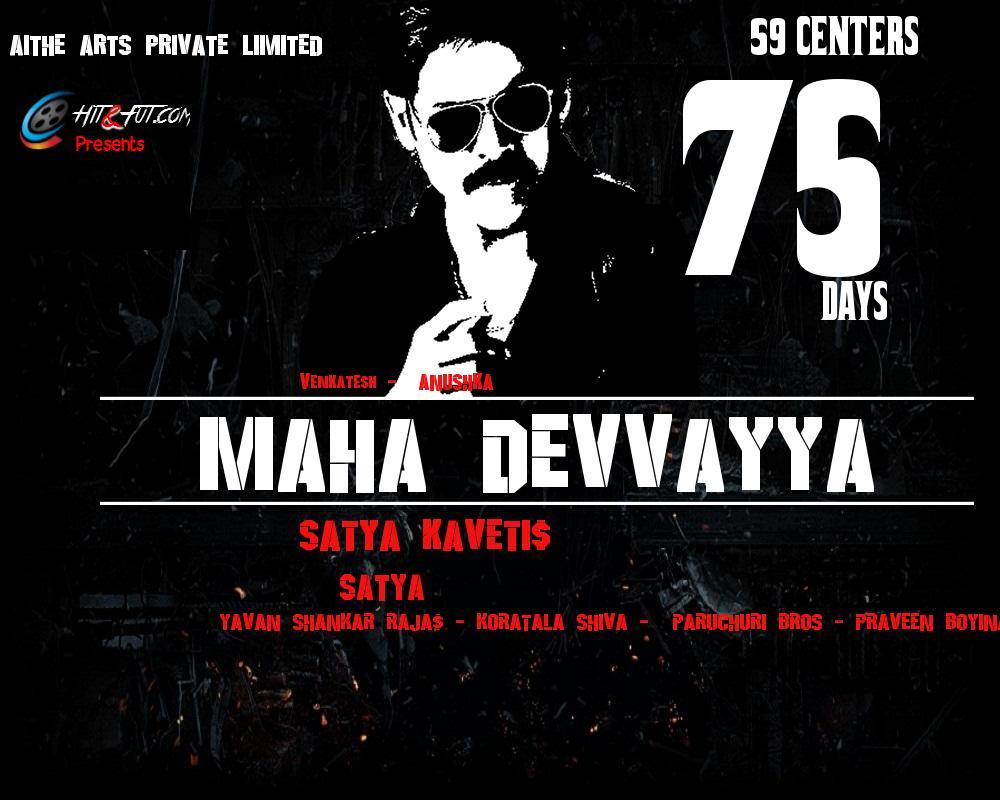 AITHE ARTS PRIVATE LIIMITED
59 CENTERS
HIT&FUT.COM
Presents
75
DAYS
VENKATESH - ANUSHKA
MAHA DEVVAYYA
SATYA KAVETI$
SATYA
YAVAN SHANKAR RAJA$ - KORATALA SHIVA - PARUCHURI BROS - PRAVEEN BOYINA